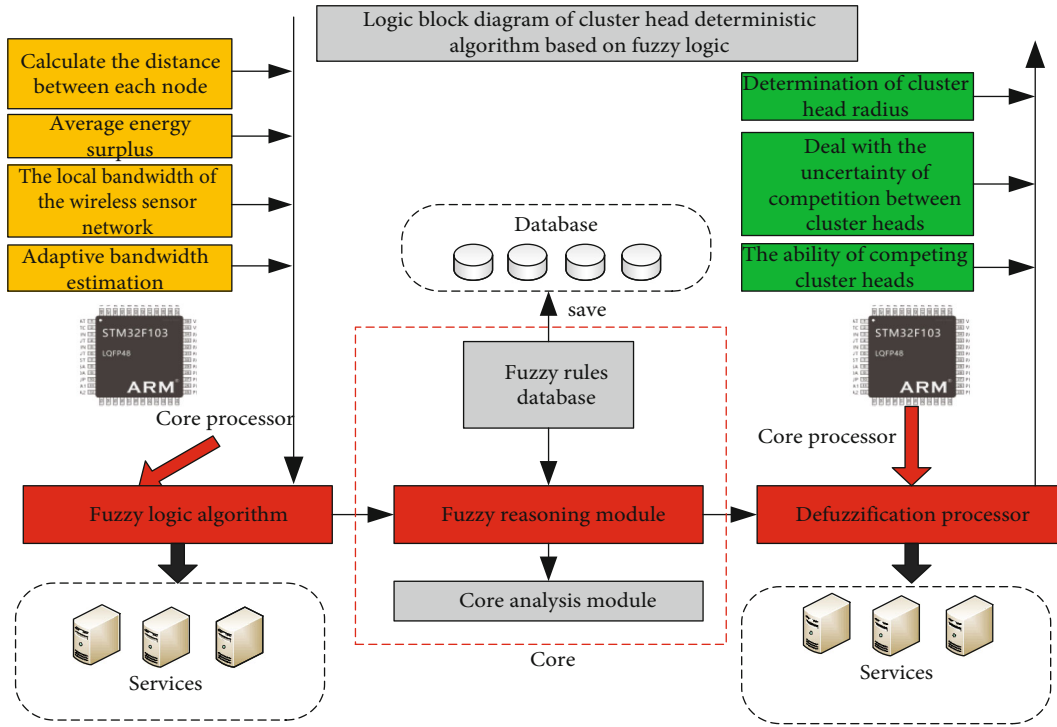 Logic block diagram of cluster head deterministic
algorithm based on fuzzy logic
Calculate the distance
between each node
Average energy
surplus
The local bandwidth of
the wireless sensor
network
Adaptive bandwidth
estimation
STM32F103
LQFP48
ARM
Core processor
Fuzzy logic algorithm
Services
Database
save
Fuzzy rules
database
Fuzzy reasoning module
Core analysis module
Core
Determination of cluster
head radius
Deal with the
uncertainty of
competition between
cluster heads
The ability of competing
cluster heads
STM32F103
LQFP48
ARM
Core processor
Defuzzification processor
Services